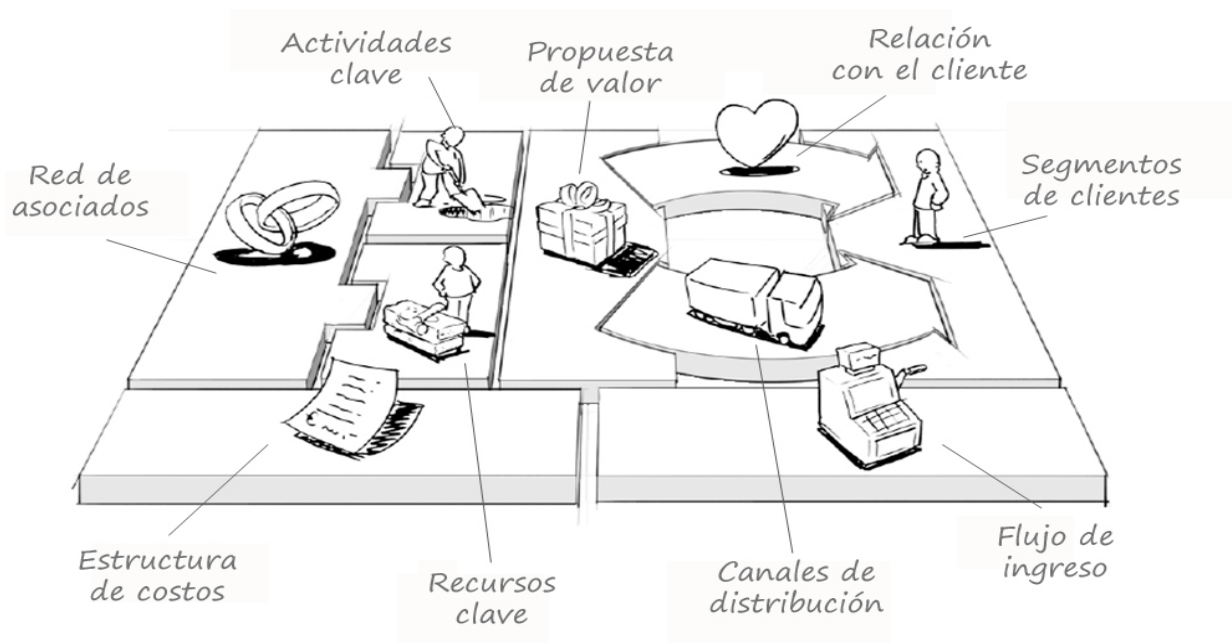 Actividades
clave
Propuesta
de valor
Relación
con el cliente
Red de
asociados
Segmentos
de clientes
Estructura
de costos
Recursos
clave
Canales de
distribución
Flujo de
ingreso